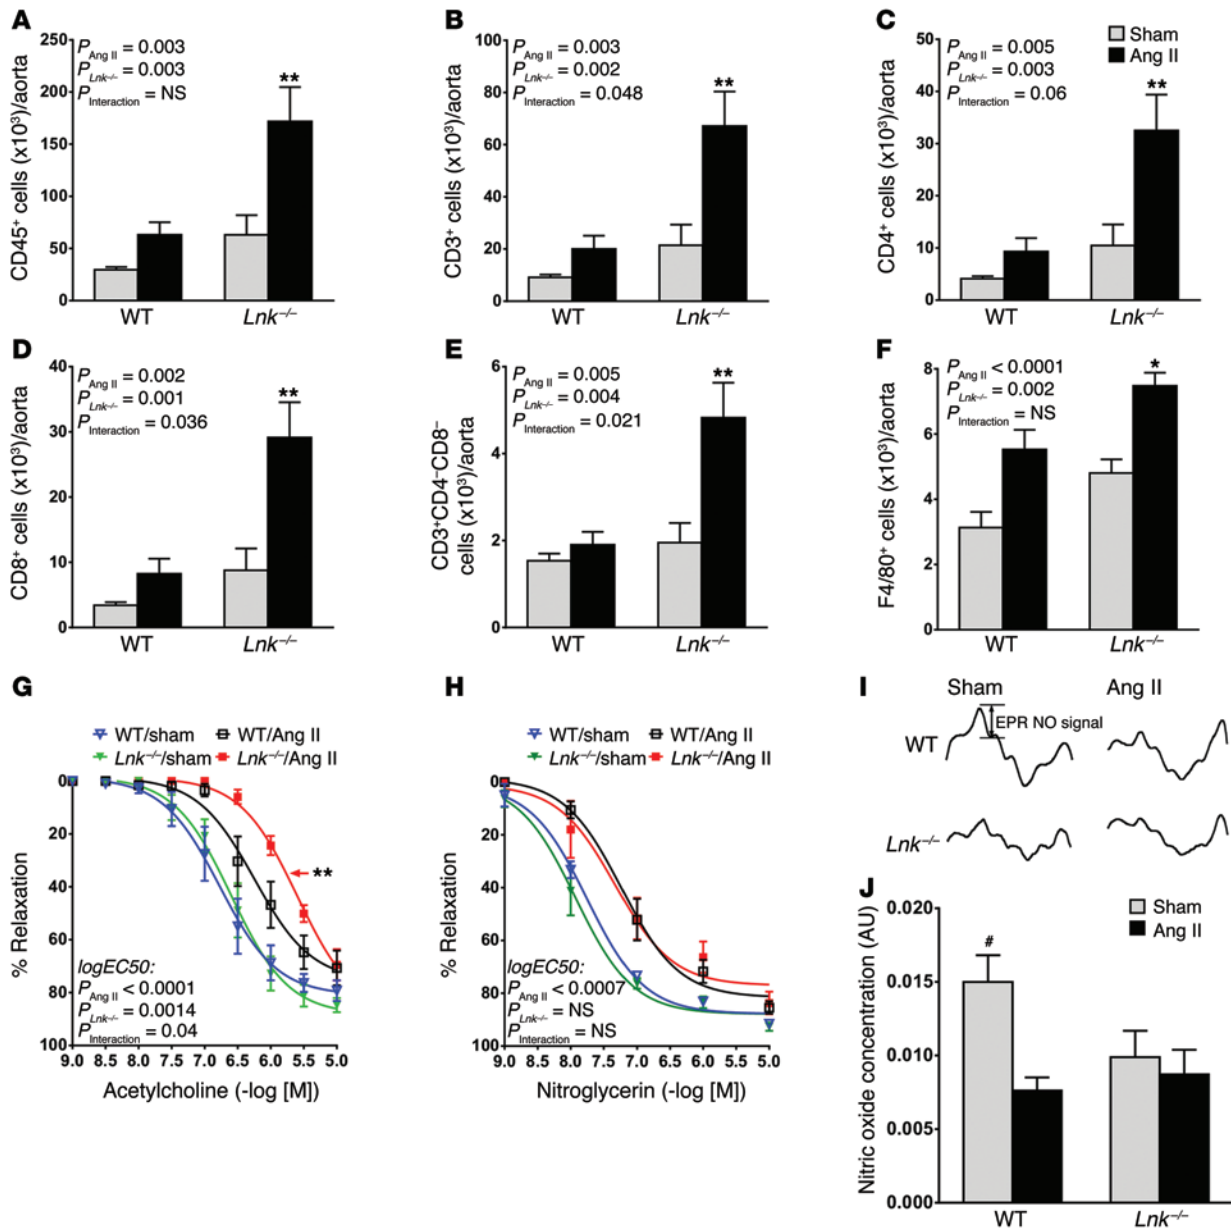 A
CD45⁺ cells (x10³)/aorta
250
200
150
100
50
0
P Ang II = 0.003
P Lnk⁻/⁻ = 0.003
P Interaction = NS
**
WT
Lnk⁻/⁻
B
CD3⁺ cells (x10³)/aorta
100
80
60
40
20
0
P Ang II = 0.003
P Lnk⁻/⁻ = 0.002
P Interaction = 0.048
**
WT
Lnk⁻/⁻
C
CD4⁺ cells (x10³)/aorta
50
40
30
20
10
0
P Ang II = 0.005
P Lnk⁻/⁻ = 0.003
P Interaction = 0.06
Sham
Ang II
**
WT
Lnk⁻/⁻
D
CD8⁺ cells (x10³)/aorta
40
30
20
10
0
P Ang II = 0.002
P Lnk⁻/⁻ = 0.001
P Interaction = 0.036
**
WT
Lnk⁻/⁻
E
CD3⁺CD4⁻CD8⁻
cells (x10³)/aorta
6
4
2
0
P Ang II = 0.005
P Lnk⁻/⁻ = 0.004
P Interaction = 0.021
**
WT
Lnk⁻/⁻
F
F4/80⁺ cells (x10³)/aorta
8
6
4
2
0
P Ang II < 0.0001
P Lnk⁻/⁻ = 0.002
P Interaction = NS
*
WT
Lnk⁻/⁻
G
WT/sham WT/Ang II
Lnk⁻/⁻/sham Lnk⁻/⁻/Ang II
% Relaxation
0
20
40
60
80
100
**
logEC50:
P Ang II < 0.0001
P Lnk⁻/⁻ = 0.0014
P Interaction = 0.04
9.0 8.5 8.0 7.5 7.0 6.5 6.0 5.5 5.0
Acetylcholine (-log [M])
H
WT/sham WT/Ang II
Lnk⁻/⁻/sham Lnk⁻/⁻/Ang II
% Relaxation
0
20
40
60
80
100
logEC50:
P Ang II < 0.0007
P Lnk⁻/⁻ = NS
P Interaction = NS
9.0 8.0 7.5 7.0 6.5 6.0 5.5 5.0
Nitroglycerin (-log [M])
I
Sham Ang II
EPR NO signal
WT
Lnk⁻/⁻
J
Nitric oxide concentration (AU)
0.020
0.015
0.010
0.005
0.000
Sham
Ang II
#
WT
Lnk⁻/⁻